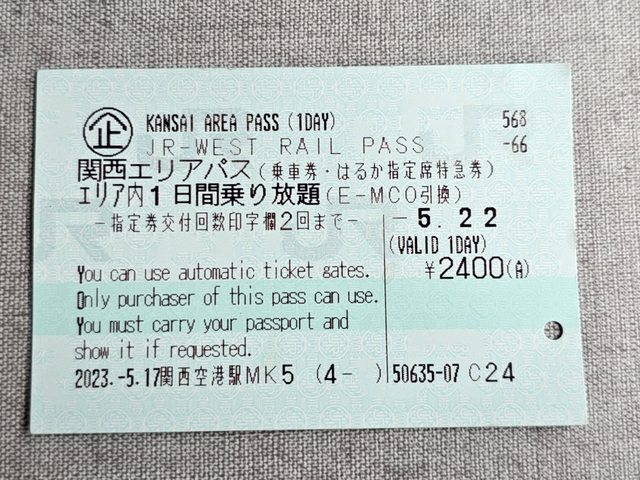 企 KANSAI AREA PASS (1DAY) 568
JR-WEST RAIL PASS -66
関西エリアパス(乗車券・はるか指定席特急券)
エリア内1日間乗り放題(E-MCO引換)
-指定券交付回数印字欄2回まで- -5.22
(VALID 1DAY)
You can use automatic ticket gates. ¥2400(A)
Only purchaser of this pass can use.
You must carry your passport and
show it if requested.
2023.-5.17関西空港駅MK5 (4- ) 50635-07 C24